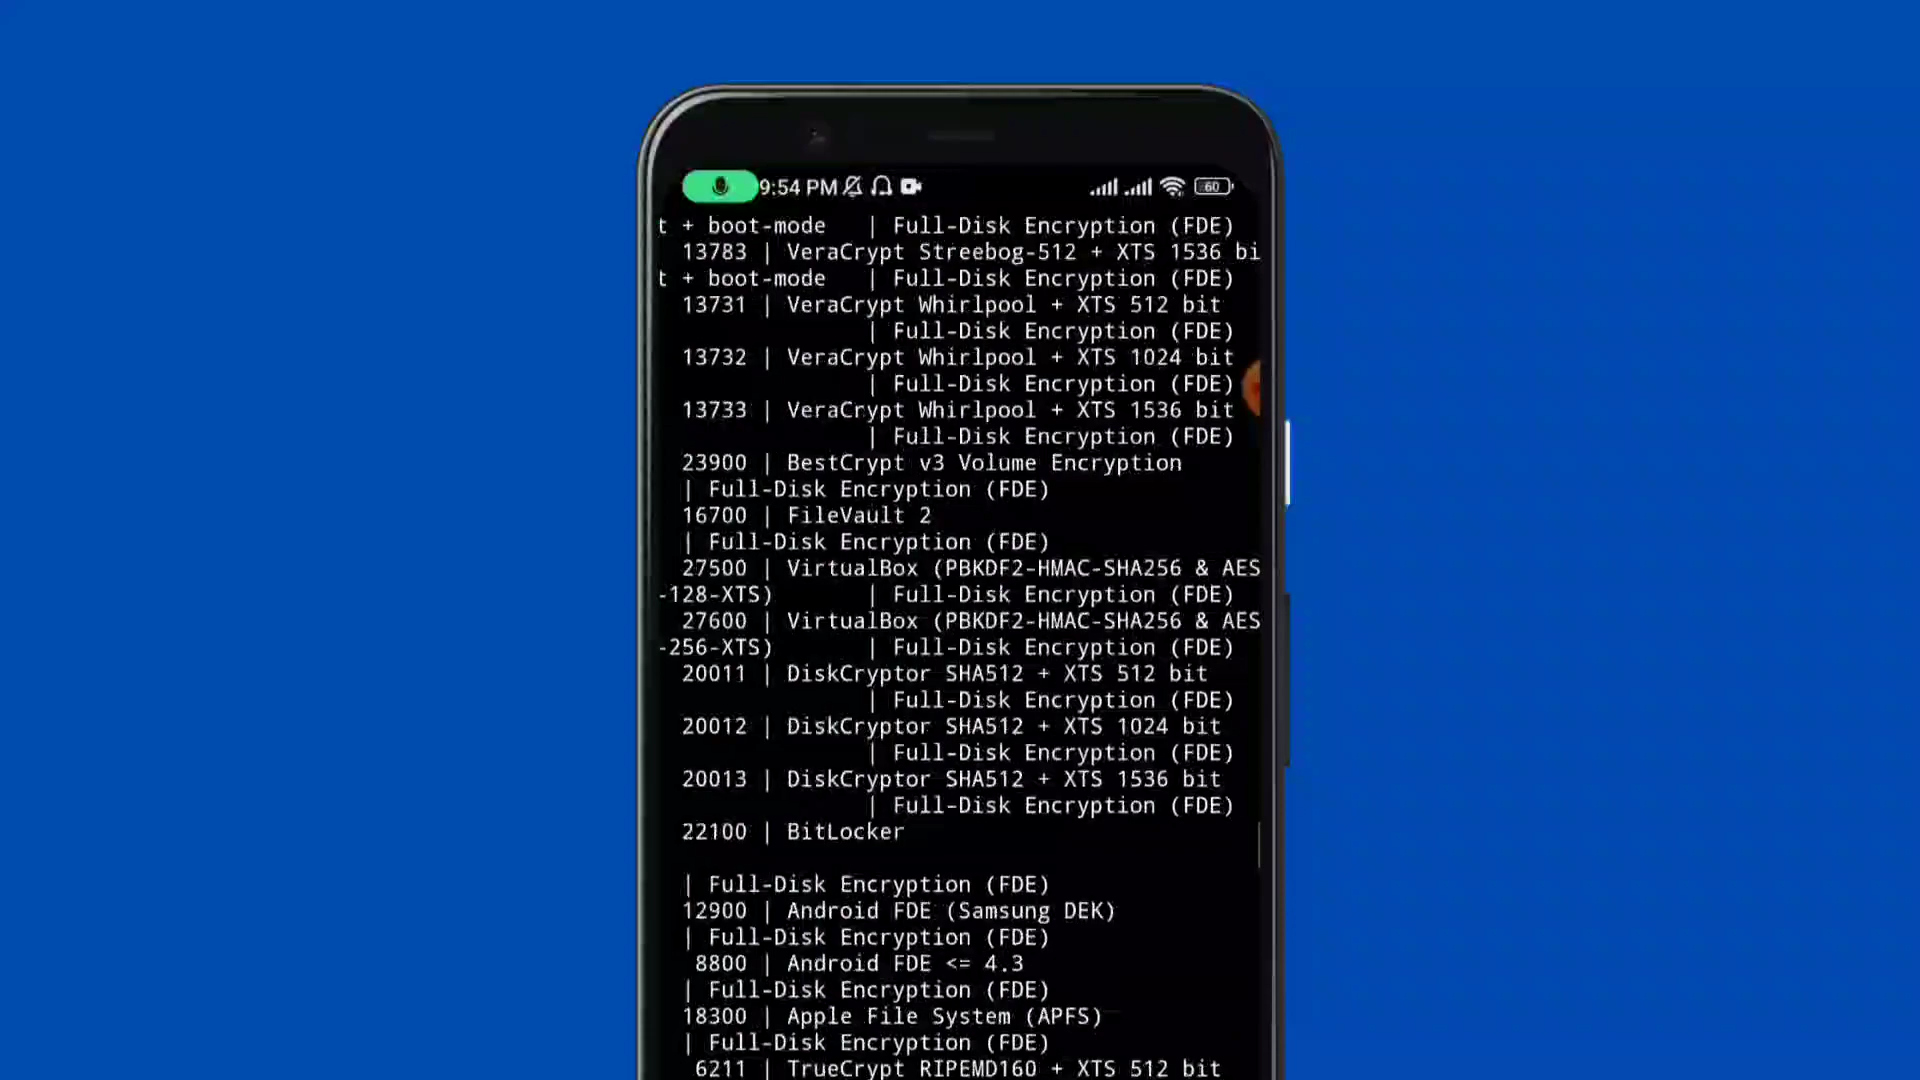 9:54 PM 60
t + boot-mode | Full-Disk Encryption (FDE)
13783 | VeraCrypt Streebog-512 + XTS 1536 bi
t + boot-mode | Full-Disk Encryption (FDE)
13731 | VeraCrypt Whirlpool + XTS 512 bit
| Full-Disk Encryption (FDE)
13732 | VeraCrypt Whirlpool + XTS 1024 bit
| Full-Disk Encryption (FDE)
13733 | VeraCrypt Whirlpool + XTS 1536 bit
| Full-Disk Encryption (FDE)
23900 | BestCrypt v3 Volume Encryption
| Full-Disk Encryption (FDE)
16700 | FileVault 2
| Full-Disk Encryption (FDE)
27500 | VirtualBox (PBKDF2-HMAC-SHA256 & AES
-128-XTS) | Full-Disk Encryption (FDE)
27600 | VirtualBox (PBKDF2-HMAC-SHA256 & AES
-256-XTS) | Full-Disk Encryption (FDE)
20011 | DiskCryptor SHA512 + XTS 512 bit
| Full-Disk Encryption (FDE)
20012 | DiskCryptor SHA512 + XTS 1024 bit
| Full-Disk Encryption (FDE)
20013 | DiskCryptor SHA512 + XTS 1536 bit
| Full-Disk Encryption (FDE)
22100 | BitLocker
| Full-Disk Encryption (FDE)
12900 | Android FDE (Samsung DEK)
| Full-Disk Encryption (FDE)
8800 | Android FDE <= 4.3
| Full-Disk Encryption (FDE)
18300 | Apple File System (APFS)
| Full-Disk Encryption (FDE)
6211 | TrueCrypt RIPEMD160 + XTS 512 bit